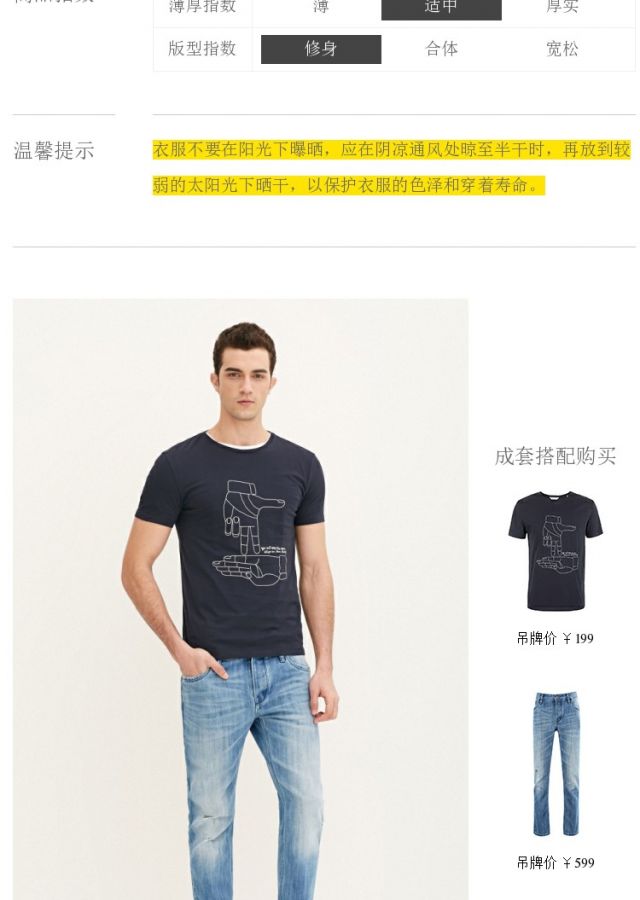 薄厚指数 薄 适中 厚实
版型指数 修身 合体 宽松
温馨提示
衣服不要在阳光下曝晒，应在阴凉通风处晾至半干时，再放到较
弱的太阳光下晒干，以保护衣服的色泽和穿着寿命。
成套搭配购买
吊牌价 ¥ 199
吊牌价 ¥ 599